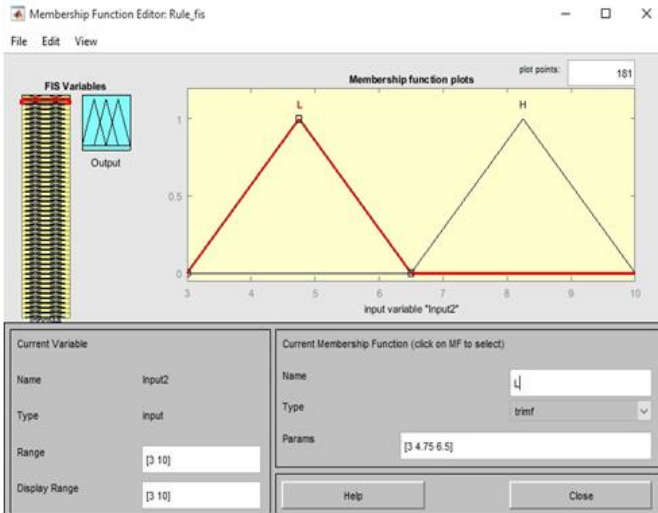 Membership Function Editor: Rule_fis
File Edit View
FIS Variables
Output
Membership function plots
plot points:
181
L
H
1
0.5
0
3 4 5 6 7 8 9 10
input variable "Input2"
Current Variable
Name Input2
Type input
Range [3 10]
Display Range [3 10]
Current Membership Function (click on MF to select)
Name L
Type trimf
Params [3 4.75 6.5]
Help Close